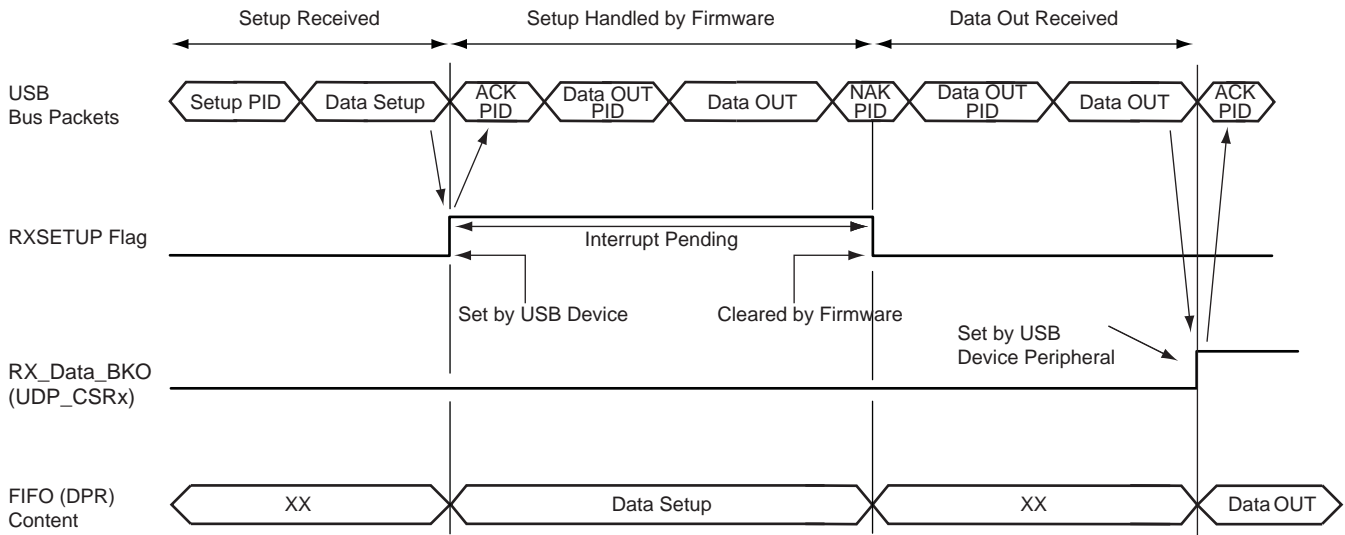 Setup Received
Setup Handled by Firmware
Data Out Received
USB
Bus Packets
Setup PID
Data Setup
ACK
PID
Data OUT
PID
Data OUT
NAK
PID
Data OUT
PID
Data OUT
ACK
PID
RXSETUP Flag
Interrupt Pending
Set by USB Device
Cleared by Firmware
Set by USB
Device Peripheral
RX_Data_BKO
(UDP_CSRx)
FIFO (DPR)
Content
XX
Data Setup
XX
Data OUT